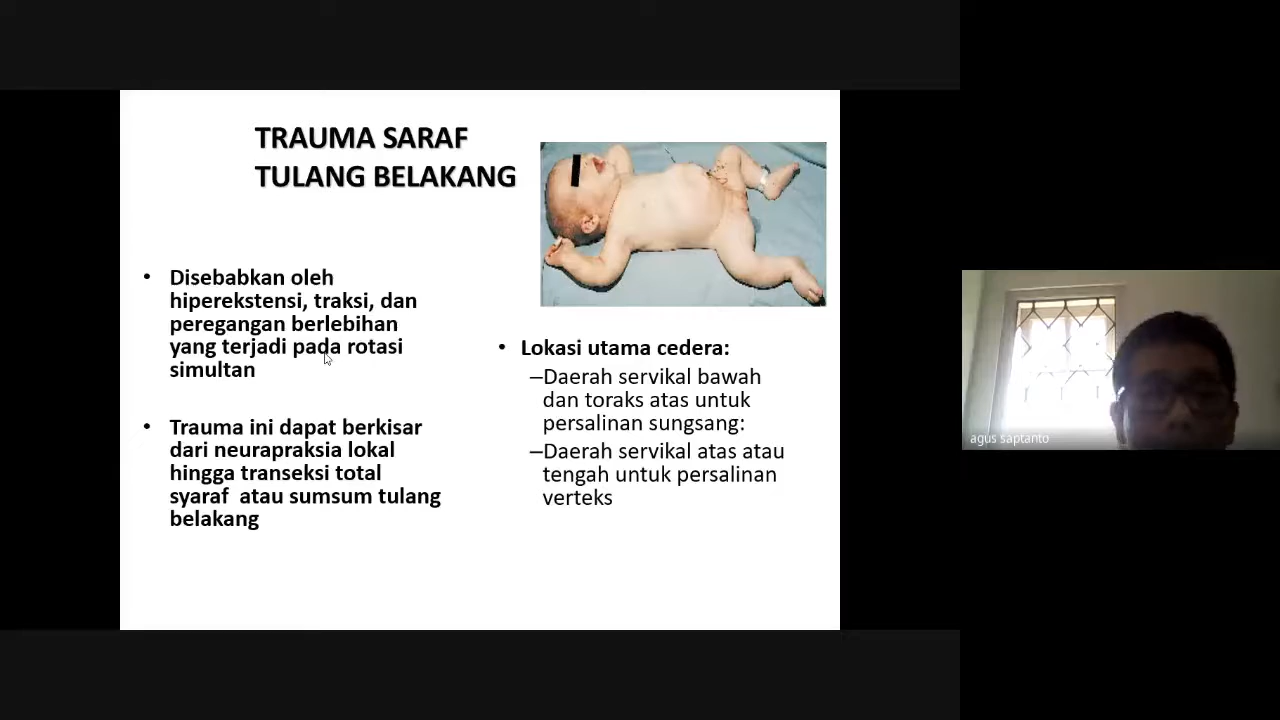 TRAUMA SARAF
TULANG BELAKANG
• Disebabkan oleh
hiperekstensi, traksi, dan
peregangan berlebihan
yang terjadi pada rotasi
simultan
• Trauma ini dapat berkisar
dari neurapraksia lokal
hingga transeksi total
syaraf atau sumsum tulang
belakang
• Lokasi utama cedera:
–Daerah servikal bawah
dan toraks atas untuk
persalinan sungsang:
–Daerah servikal atas atau
tengah untuk persalinan
verteks
agus saptanto